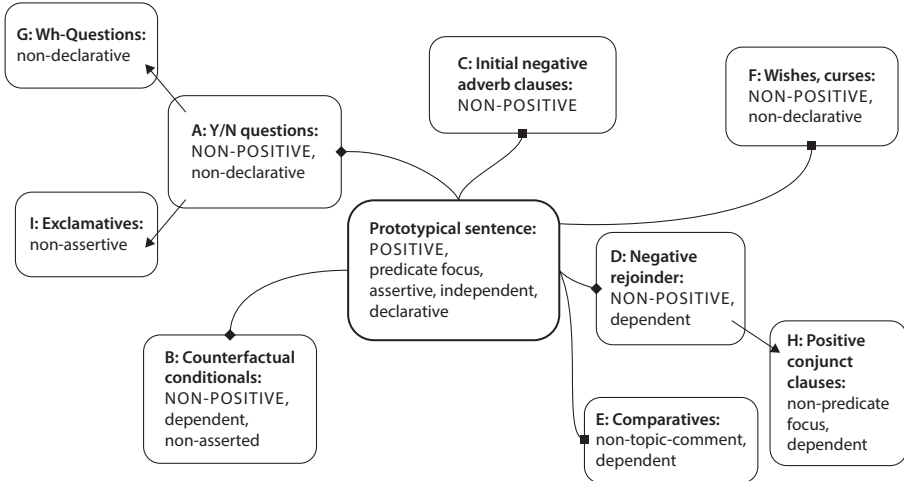 G: Wh-Questions:
non-declarative
A: Y/N questions:
NON-POSITIVE,
non-declarative
I: Exclamatives:
non-assertive
C: Initial negative
adverb clauses:
NON-POSITIVE
F: Wishes, curses:
NON-POSITIVE,
non-declarative
Prototypical sentence:
POSITIVE,
predicate focus,
assertive, independent,
declarative
D: Negative
rejoinder:
NON-POSITIVE,
dependent
B: Counterfactual
conditionals:
NON-POSITIVE,
dependent,
non-asserted
H: Positive
conjunct
clauses:
non-predicate
focus,
dependent
E: Comparatives:
non-topic-comment,
dependent